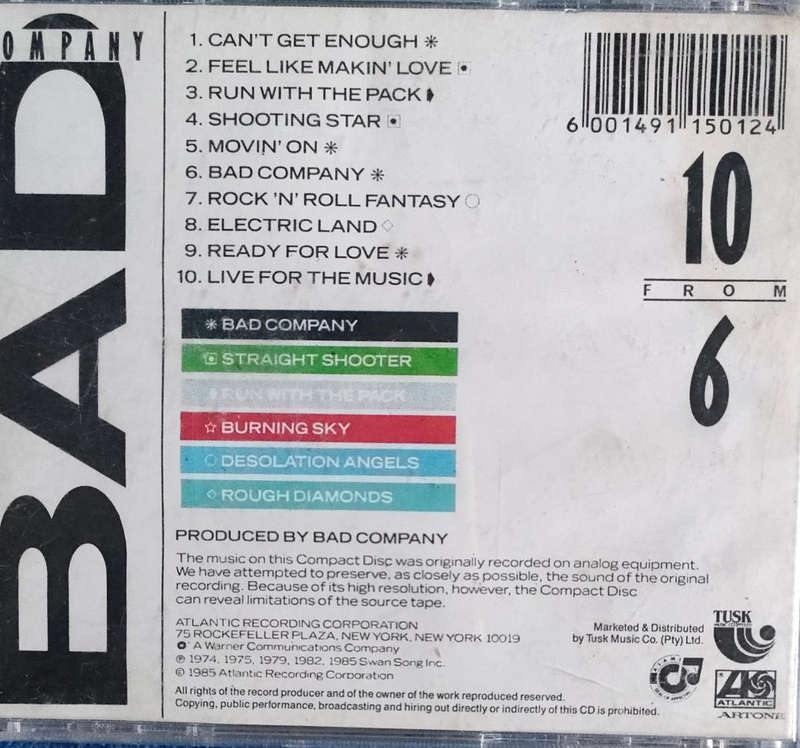 COMPANY
BAD
1. CAN'T GET ENOUGH ✳
2. FEEL LIKE MAKIN' LOVE
3. RUN WITH THE PACK
4. SHOOTING STAR
5. MOVIN' ON ✳
6. BAD COMPANY ✳
7. ROCK 'N' ROLL FANTASY
8. ELECTRIC LAND
9. READY FOR LOVE ✳
10. LIVE FOR THE MUSIC
6 001491 150124
10
FROM
6
✳ BAD COMPANY
STRAIGHT SHOOTER
RUN WITH THE PACK
☆ BURNING SKY
DESOLATION ANGELS
◇ ROUGH DIAMONDS
PRODUCED BY BAD COMPANY
The music on this Compact Disc was originally recorded on analog equipment.
We have attempted to preserve, as closely as possible, the sound of the original
recording. Because of its high resolution, however, the Compact Disc
can reveal limitations of the source tape.
ATLANTIC RECORDING CORPORATION
75 ROCKEFELLER PLAZA, NEW YORK, NEW YORK 10019
A Warner Communications Company
℗ 1974, 1975, 1979, 1982, 1985 Swan Song Inc.
© 1985 Atlantic Recording Corporation
All rights of the record producer and of the owner of the work reproduced reserved.
Copying, public performance, broadcasting and hiring out directly or indirectly of this CD is prohibited.
Marketed & Distributed
by Tusk Music Co. (Pty) Ltd.
TUSK
ATLANTIC
ARTONE